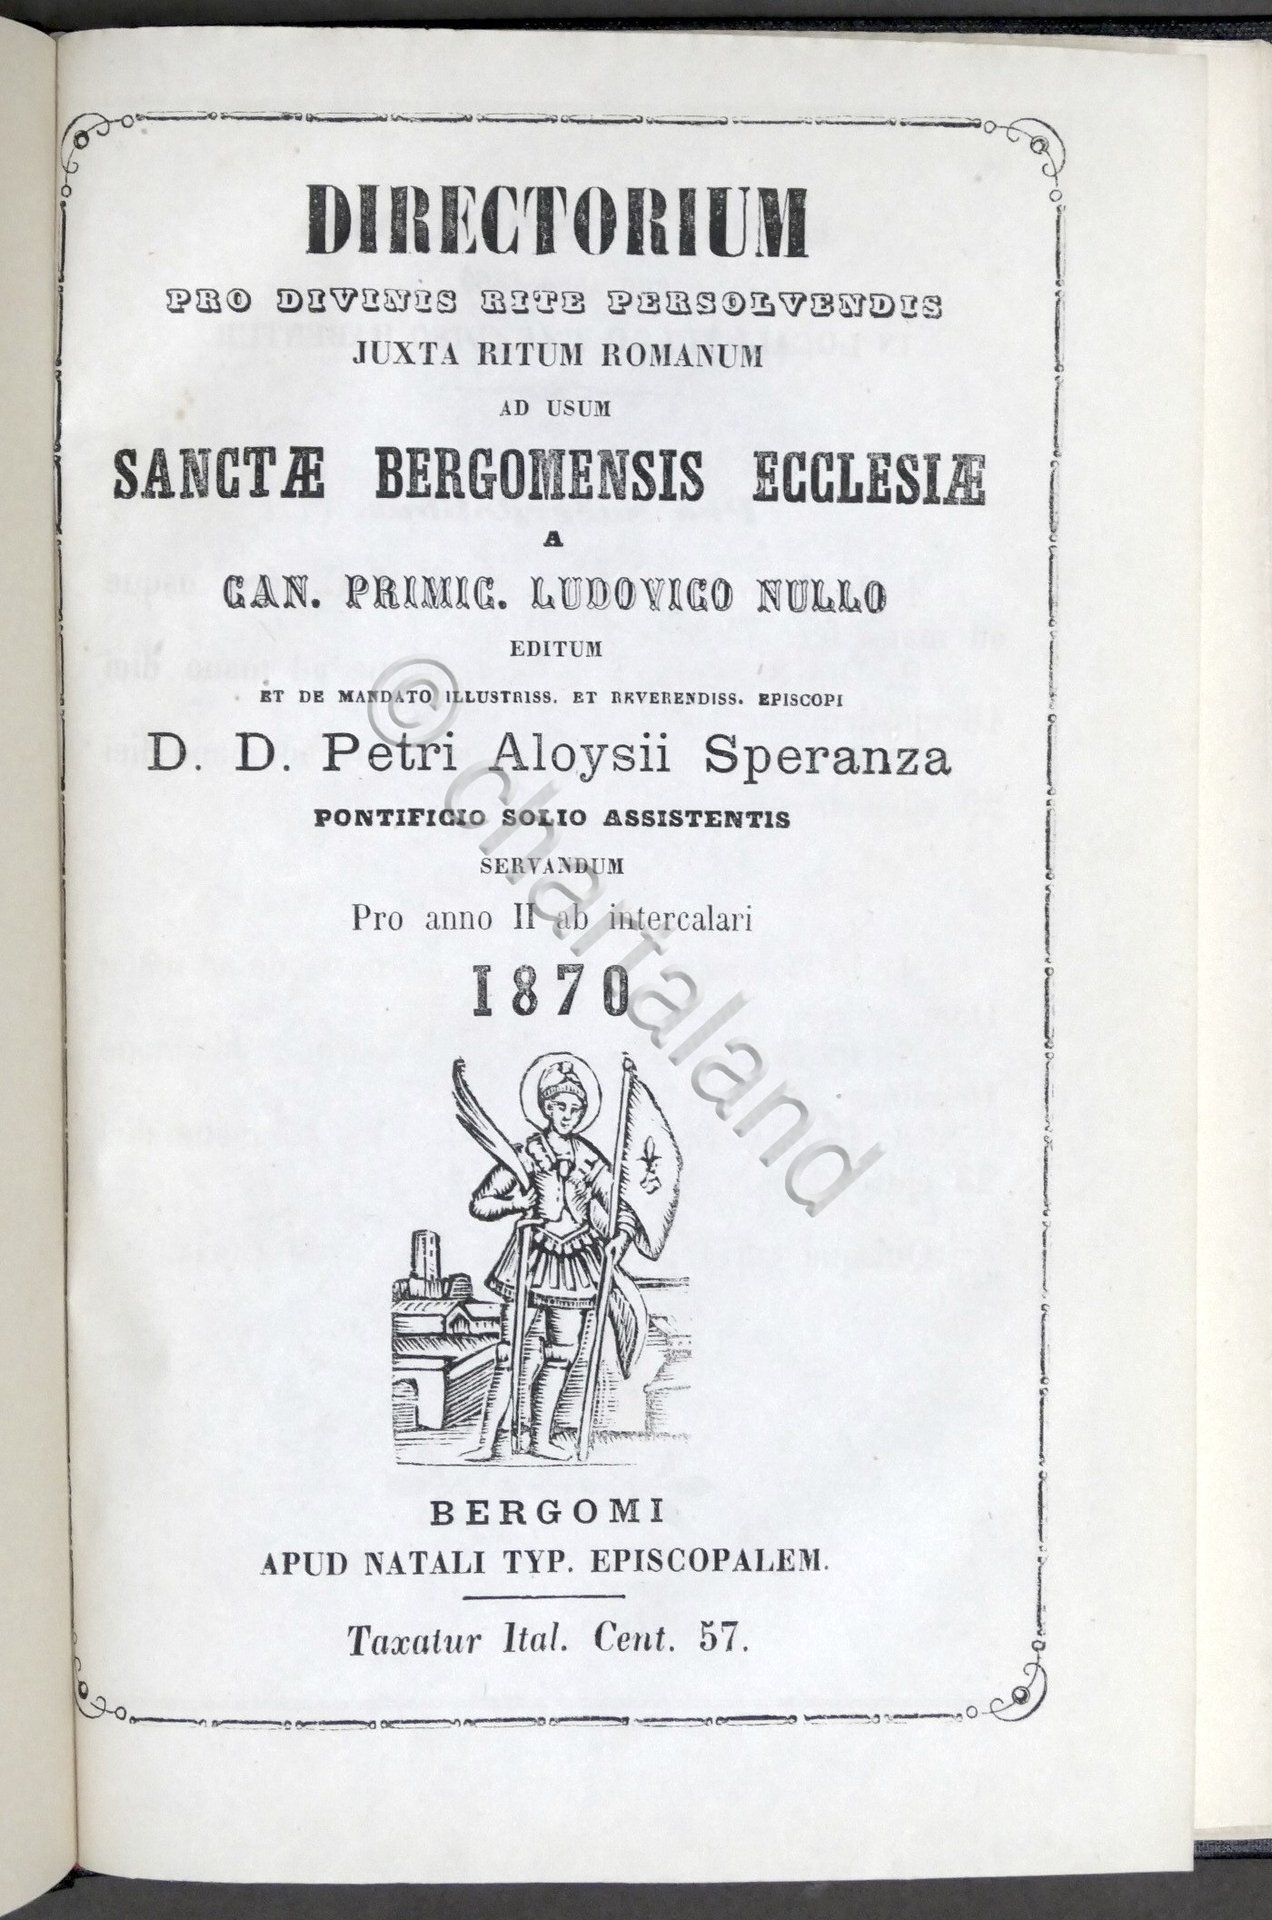 DIRECTORIUM
PRO DIVINIS RITE PERSOLVENDIS
JUXTA RITUM ROMANUM
AD USUM
SANCTÆ BERGOMENSIS ECCLESIÆ
A
CAN. PRIMIC. LUDOVICO NULLO
EDITUM
ET DE MANDATO ILLUSTRISS. ET REVERENDISS. EPISCOPI
D. D. Petri Aloysii Speranza
PONTIFICIO SOLIO ASSISTENTIS
SERVANDUM
Pro anno II ab intercalari
1870
BERGOMI
APUD NATALI TYP. EPISCOPALEM.
Taxatur Ital. Cent. 57.
© chartaland